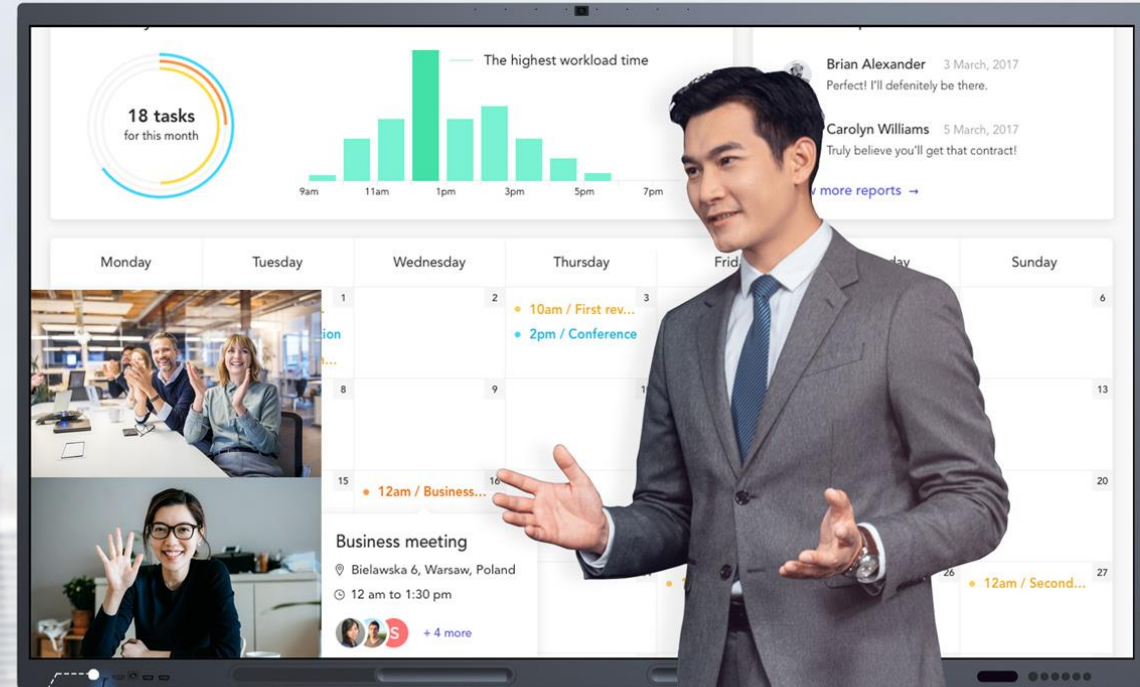 The highest workload time
18 tasks
for this month
9am 11am 1pm 3pm 5pm 7pm
Brian Alexander 3 March, 2017
Perfect! I'll defenitely be there.
Carolyn Williams 5 March, 2017
Truly believe you'll get that contract!
more reports →
Monday Tuesday Wednesday Thursday Sunday
1 2 3 6
10am / First rev...
2pm / Conference
8 9 13
15 16 20
12am / Business...
Business meeting
Bielawska 6, Warsaw, Poland
12 am to 1:30 pm
S + 4 more
26 27
12am / Second...